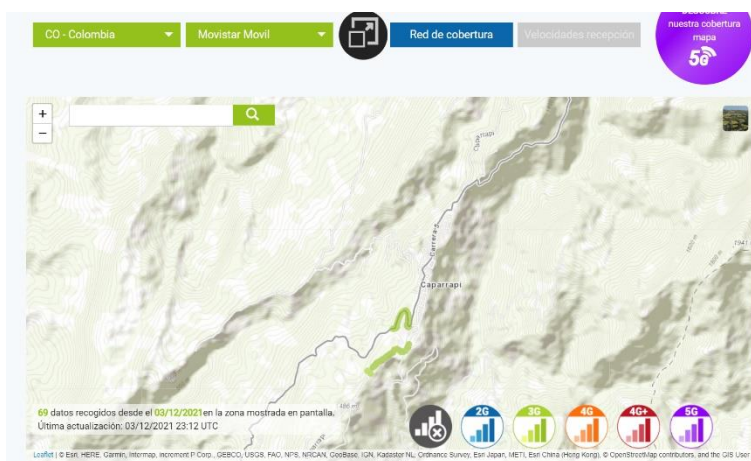 nuestra cobertura
mapa
5G
CO - Colombia
Movistar Movil
Red de cobertura
Velocidades recepción
+
−
Carrera 2
Caparrapi
1941 m
69 datos recogidos desde el 03/12/2021 en la zona mostrada en pantalla.
Última actualización: 03/12/2021 23:12 UTC
2G
3G
4G
4G+
5G
Leaflet | © Esri, HERE, Garmin, Intermap, increment P Corp., GEBCO, USGS, FAO, NPS, NRCAN, GeoBase, IGN, Kadaster NL, Ordnance Survey, Esri Japan, METI, Esri China (Hong Kong), © OpenStreetMap contributors, and the GIS User